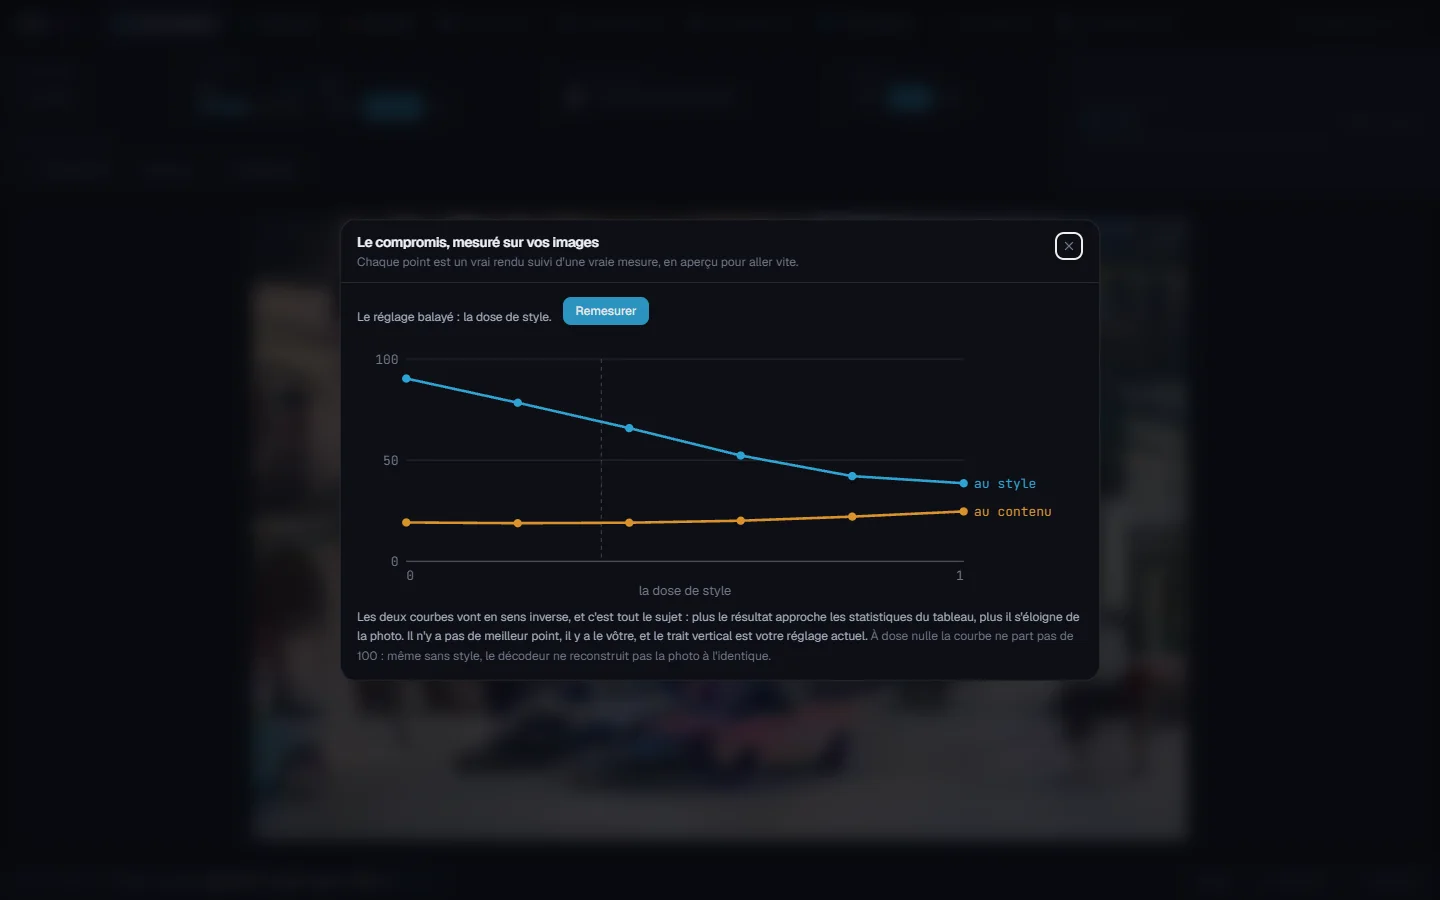 Le compromis, mesuré sur vos images
Chaque point est un vrai rendu suivi d'une vraie mesure, en aperçu pour aller vite.
Le réglage balayé : la dose de style.
Remesurer
100
50
0
0
1
au style
au contenu
la dose de style
Les deux courbes vont en sens inverse, et c'est tout le sujet : plus le résultat approche les statistiques du tableau, plus il s'éloigne de
la photo. Il n'y a pas de meilleur point, il y a le vôtre, et le trait vertical est votre réglage actuel. À dose nulle la courbe ne part pas de
100 : même sans style, le décodeur ne reconstruit pas la photo à l'identique.